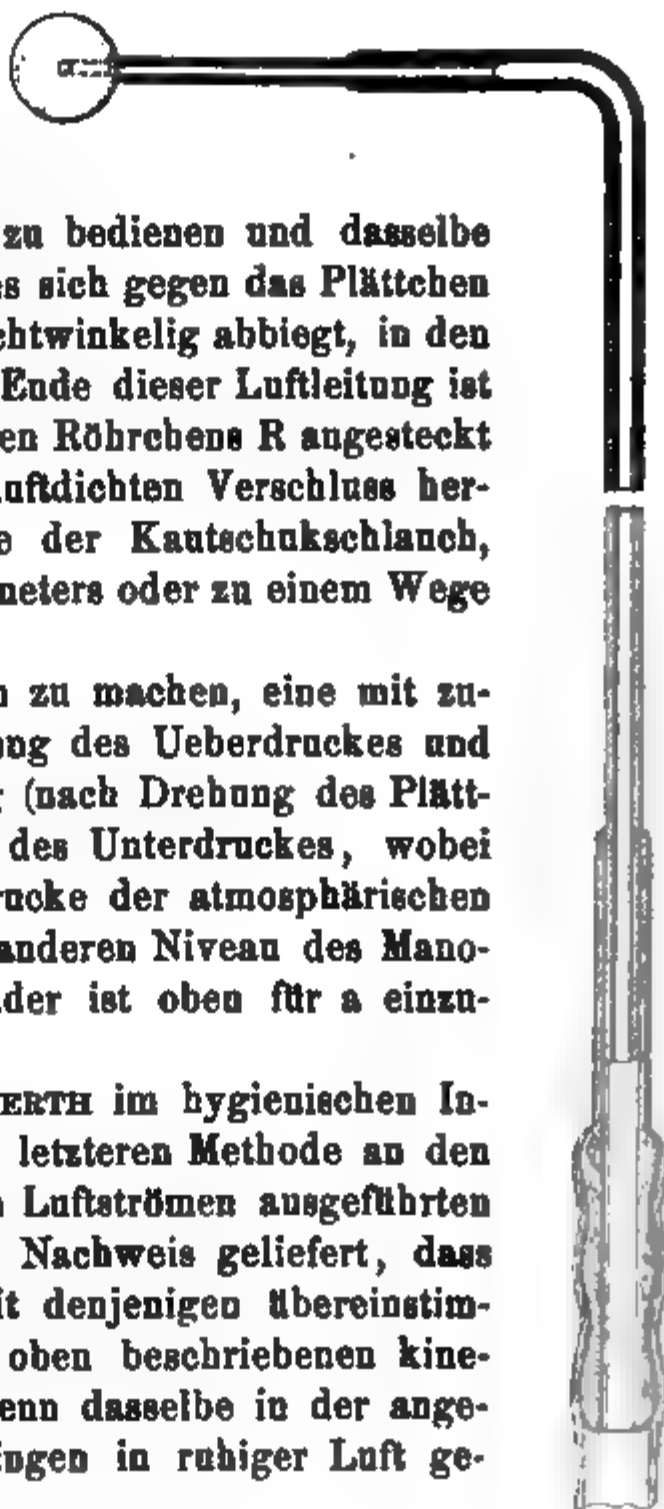 zu bedienen und dasselbe
es sich gegen das Plättchen
chtwinkelig abbiegt, in den
Ende dieser Luftleitung ist
en Röhrchens R angesteckt
luftdichten Verschluss her-
e der Kautschukschlauch,
meters oder zu einem Wege
n zu machen, eine mit zu-
ung des Ueberdruckes und
r (nach Drehung des Plätt-
des Unterdruckes, wobei
rucke der atmosphärischen
anderen Niveau des Mano-
der ist oben für a einzu-
ERTH im hygienischen In-
letzteren Methode an den
n Luftströmen ausgeführten
Nachweis geliefert, dass
it denjenigen übereinstim-
oben beschriebenen kine-
enn dasselbe in der ange-
ingen in ruhiger Luft ge-